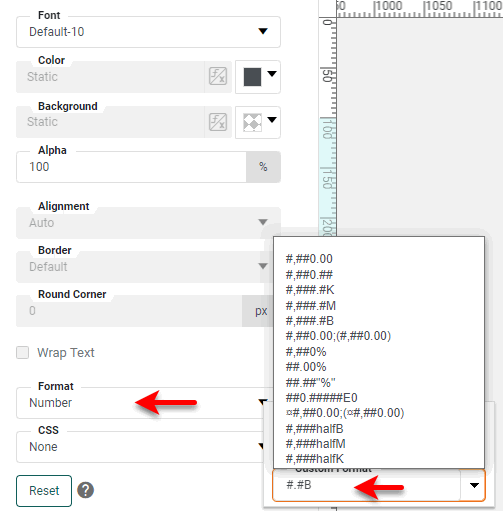 Font
Default-10
Color
Static
Background
Static
Alpha
100
%
Alignment
Auto
Border
Default
Round Corner
0
px
Wrap Text
Format
Number
CSS
None
Reset
?
0
50
1000
1050
1100
50
100
150
200
#,##0.00
#,##0.##
#,###.#K
#,###.#M
#,###.#B
#,##0.00;(#,##0.00)
#,##0%
##.00%
##.##"%"
##0.#####E0
¤#,##0.00;(¤#,##0.00)
#,###halfB
#,###halfM
#,###halfK
Custom Format
#.#B